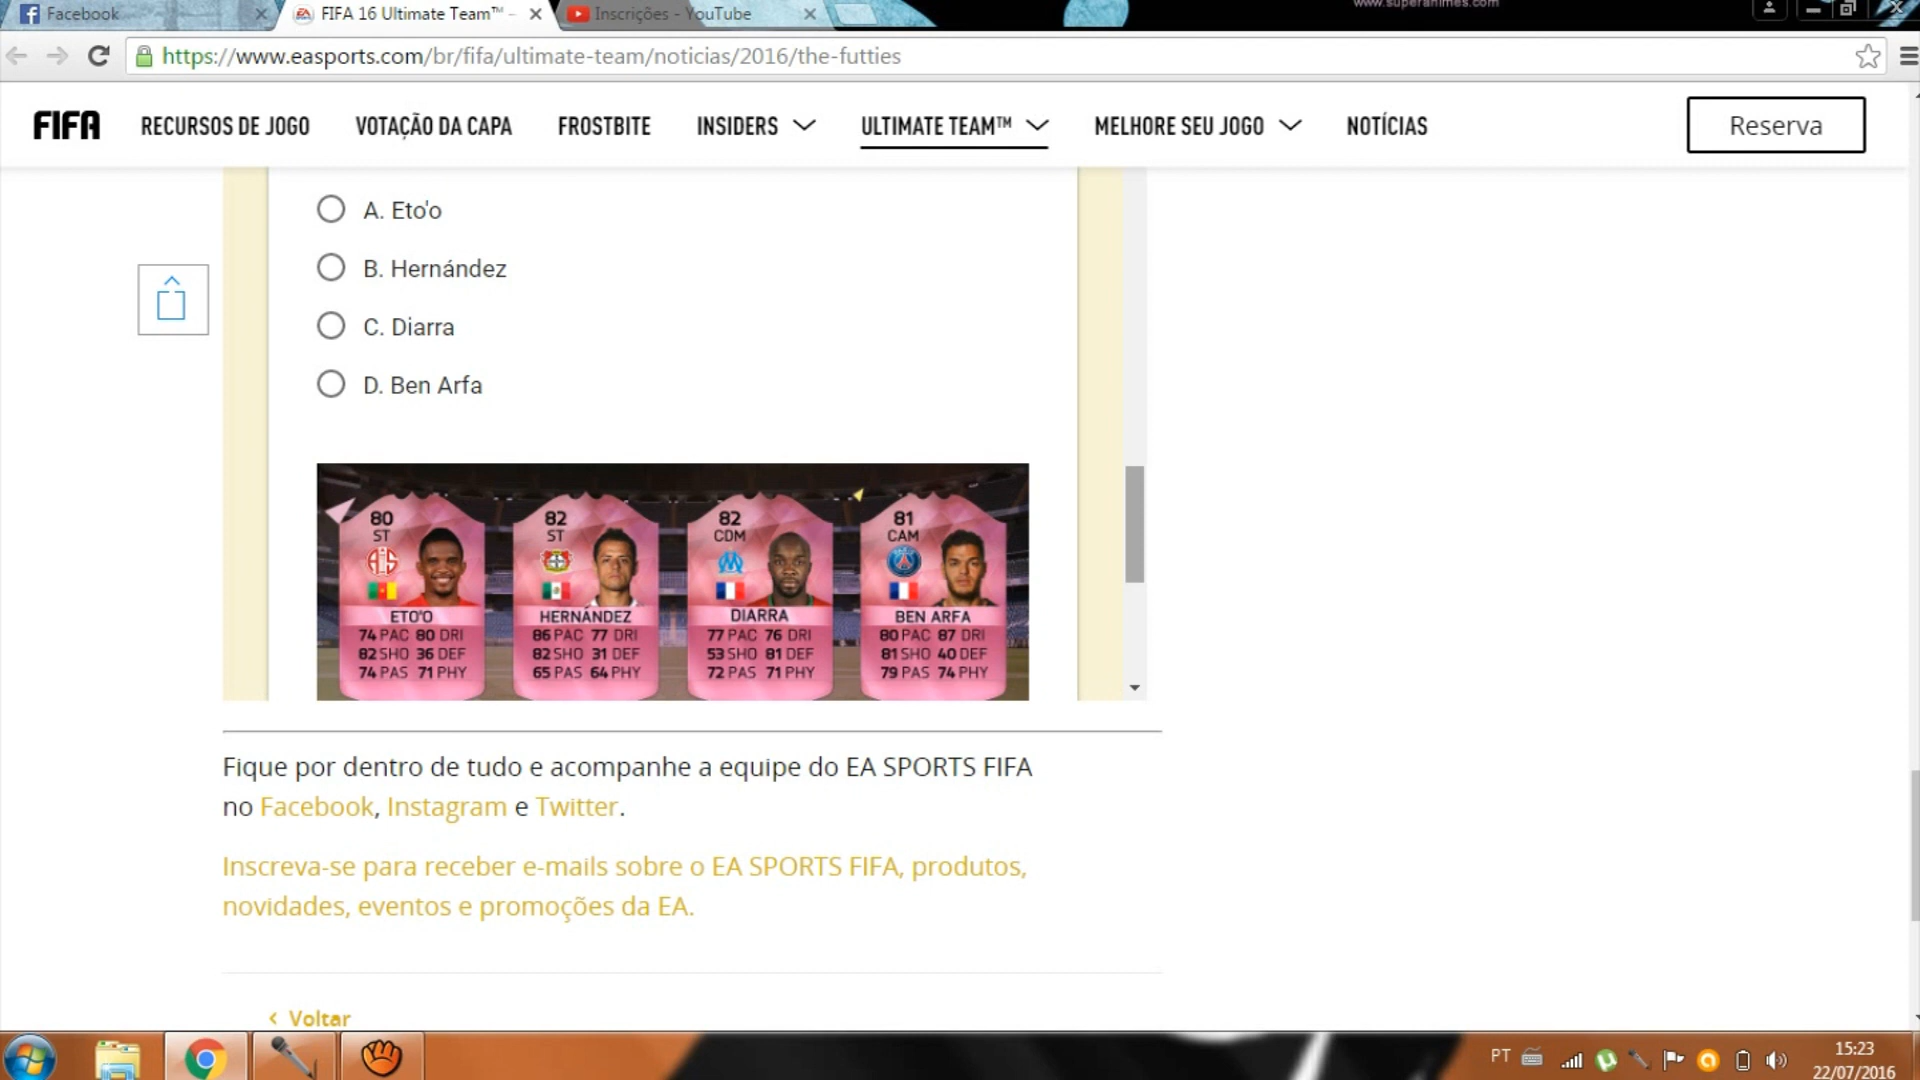 Facebook
FIFA 16 Ultimate Team™ -
Inscrições - YouTube
www.superanimes.com
https://www.easports.com/br/fifa/ultimate-team/noticias/2016/the-futties
FIFA
RECURSOS DE JOGO
VOTAÇÃO DA CAPA
FROSTBITE
INSIDERS
ULTIMATE TEAM™
MELHORE SEU JOGO
NOTÍCIAS
Reserva
A. Eto'o
B. Hernández
C. Diarra
D. Ben Arfa
80
ST
ETO'O
74 PAC 80 DRI
82 SHO 36 DEF
74 PAS 71 PHY
82
ST
HERNÁNDEZ
86 PAC 77 DRI
82 SHO 31 DEF
65 PAS 64 PHY
82
CDM
DIARRA
77 PAC 76 DRI
53 SHO 81 DEF
72 PAS 71 PHY
81
CAM
BEN ARFA
80 PAC 87 DRI
81 SHO 40 DEF
79 PAS 74 PHY
Fique por dentro de tudo e acompanhe a equipe do EA SPORTS FIFA
no Facebook, Instagram e Twitter.
Inscreva-se para receber e-mails sobre o EA SPORTS FIFA, produtos,
novidades, eventos e promoções da EA.
< Voltar
PT
15:23
22/07/2016